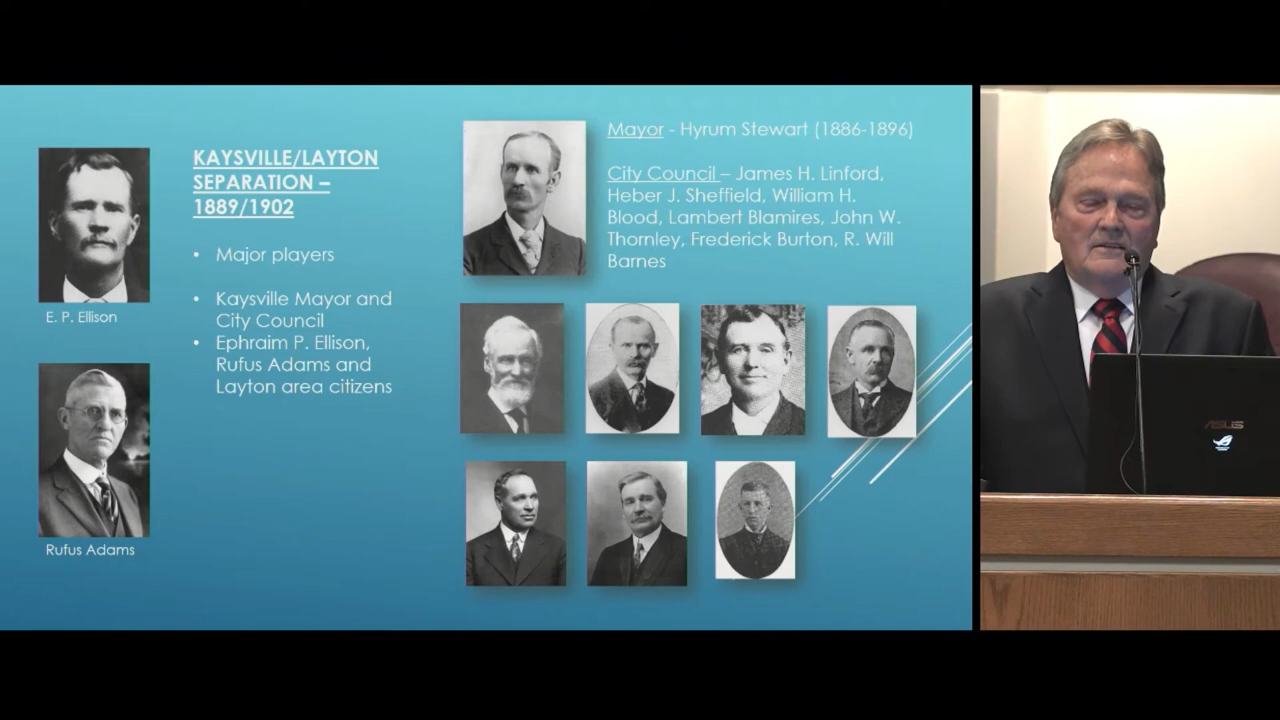 E. P. Ellison
Rufus Adams
KAYSVILLE/LAYTON
SEPARATION –
1889/1902
• Major players
• Kaysville Mayor and
City Council
• Ephraim P. Ellison,
Rufus Adams and
Layton area citizens
Mayor - Hyrum Stewart (1886-1896)
City Council – James H. Linford,
Heber J. Sheffield, William H.
Blood, Lambert Blamires, John W.
Thornley, Frederick Burton, R. Will
Barnes
ASUS